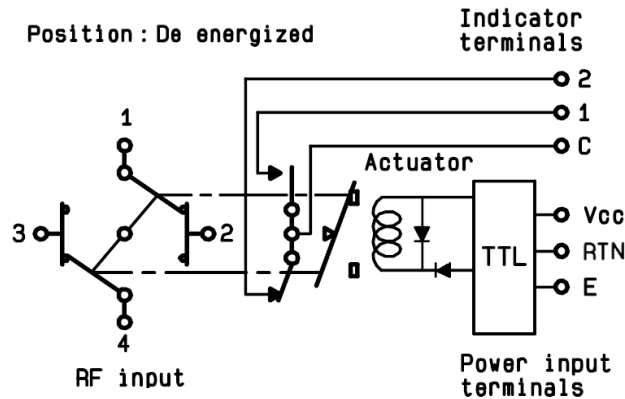 Position : De energized
Indicator
terminals
2
1
C
1
Actuator
3
2
Vcc
TTL
RTN
E
4
RF input
Power input
terminals